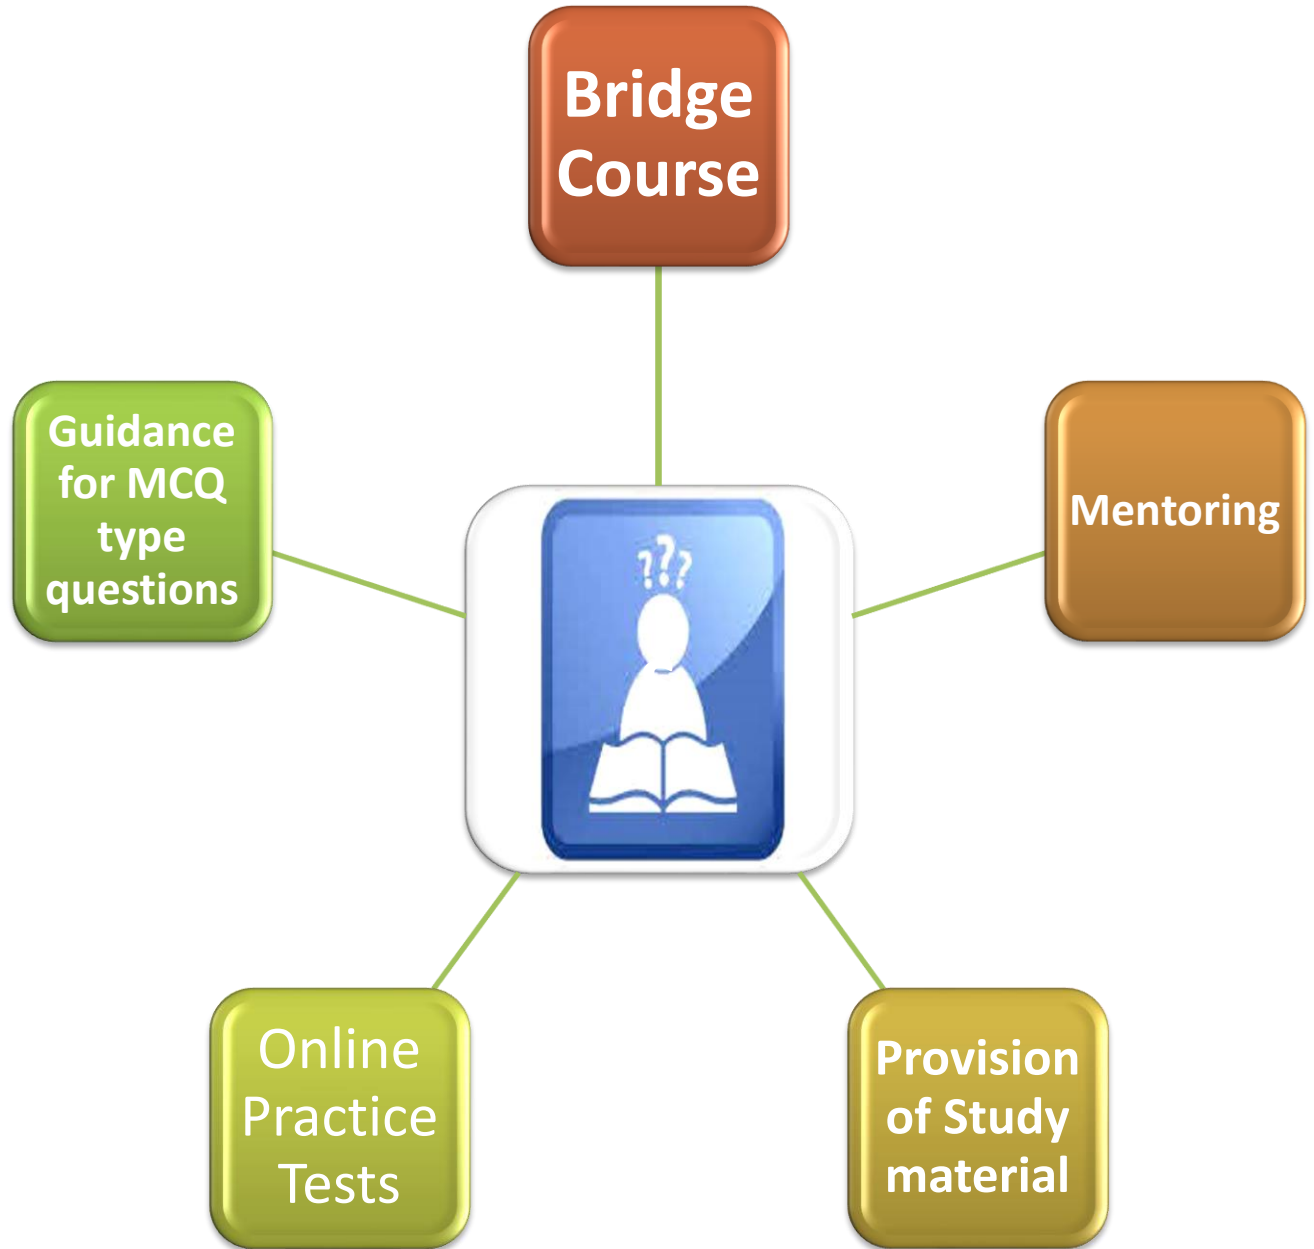 Bridge
Course
Guidance
for MCQ
type
questions
Mentoring
???
Online
Practice
Tests
Provision
of Study
material